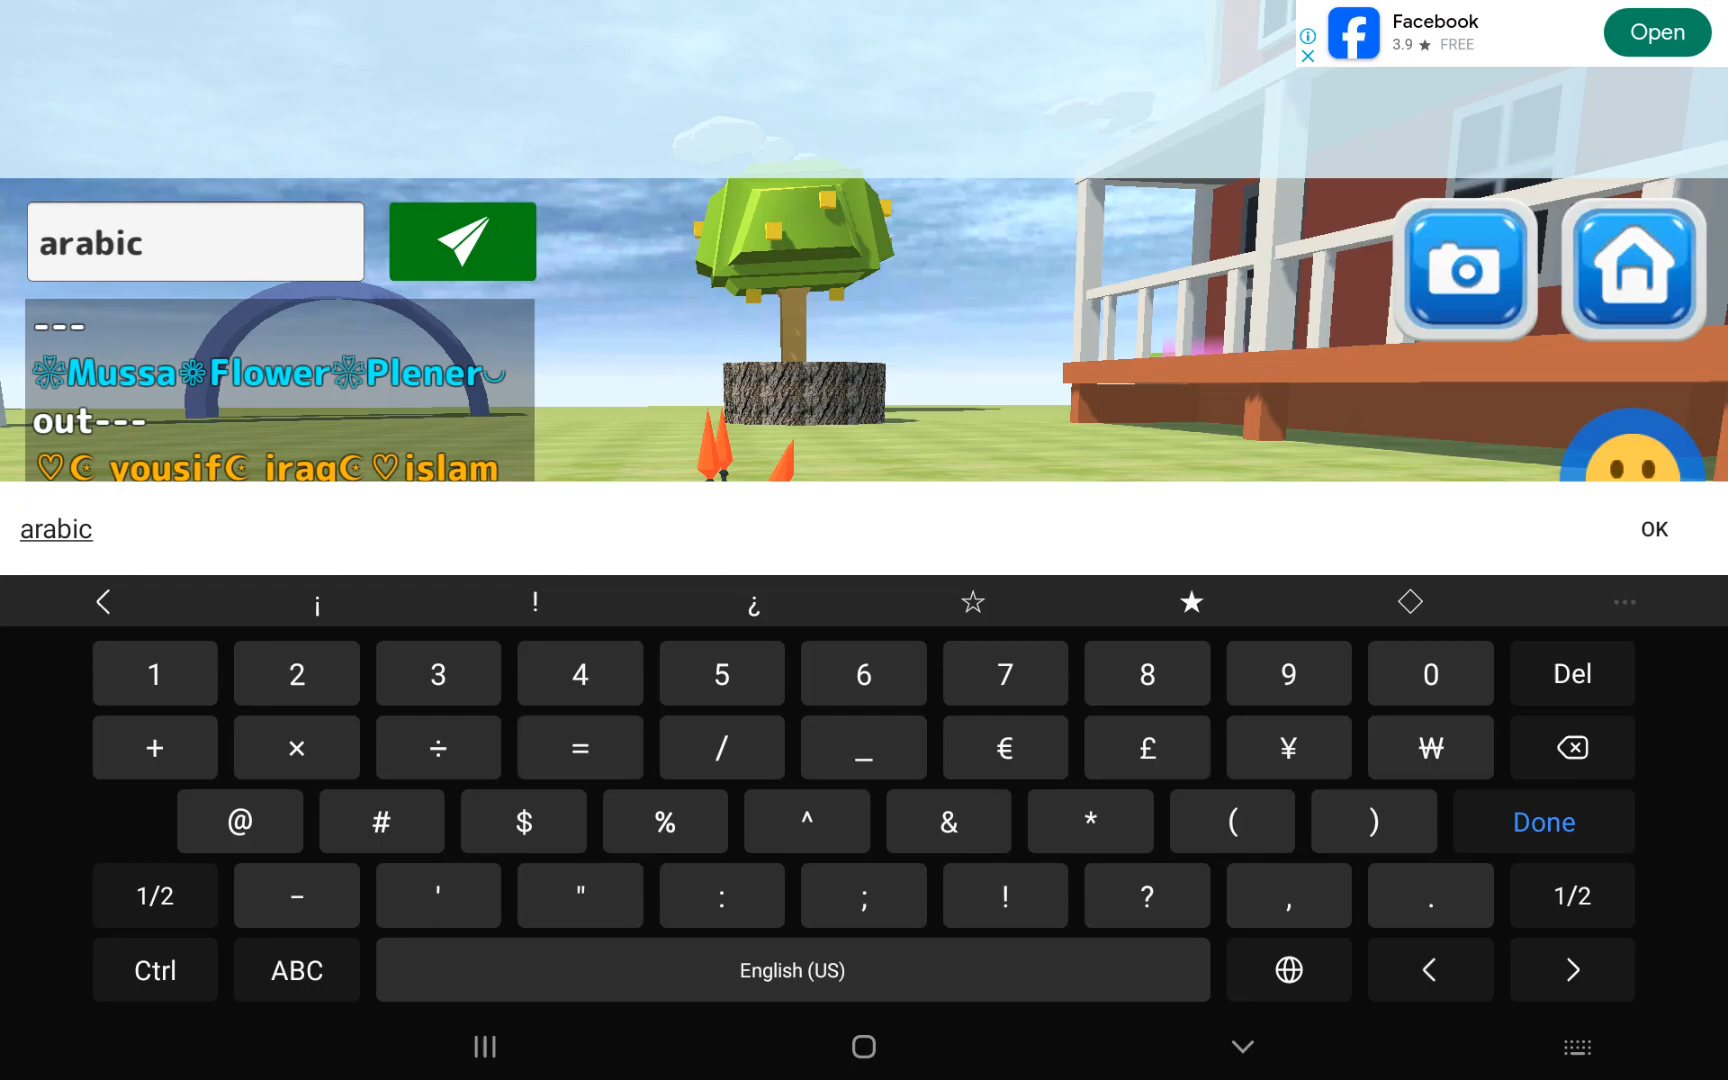 Facebook
3.9 ★ FREE
Open
arabic
---
❊Mussa❁Flower❊Plener◡
out---
♡☪ yousif☪ iraq☪♡islam
arabic
OK
¡ ! ¿ ☆ ★ ◇ ...
1 2 3 4 5 6 7 8 9 0 Del
+ × ÷ = / _ € £ ¥ ₩
@ # $ % ^ & * ( ) Done
1/2 - ' " : ; ! ? , . 1/2
Ctrl ABC English (US) < >